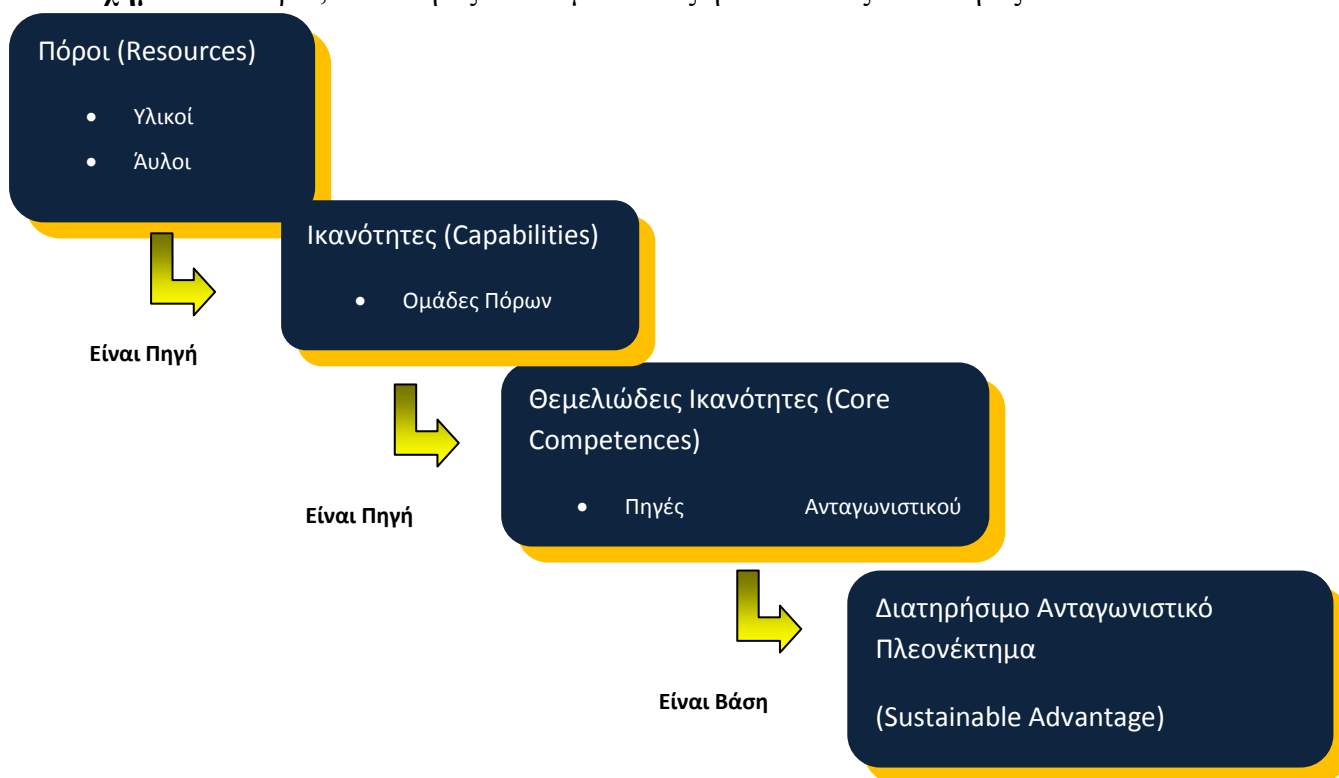 Πόροι (Resources)
• Υλικοί
• Άυλοι
Ικανότητες (Capabilities)
• Ομάδες Πόρων
Είναι Πηγή
Θεμελιώδεις Ικανότητες (Core
Competences)
• Πηγές Ανταγωνιστικού
Είναι Πηγή
Διατηρήσιμο Ανταγωνιστικό
Πλεονέκτημα
(Sustainable Advantage)
Είναι Βάση